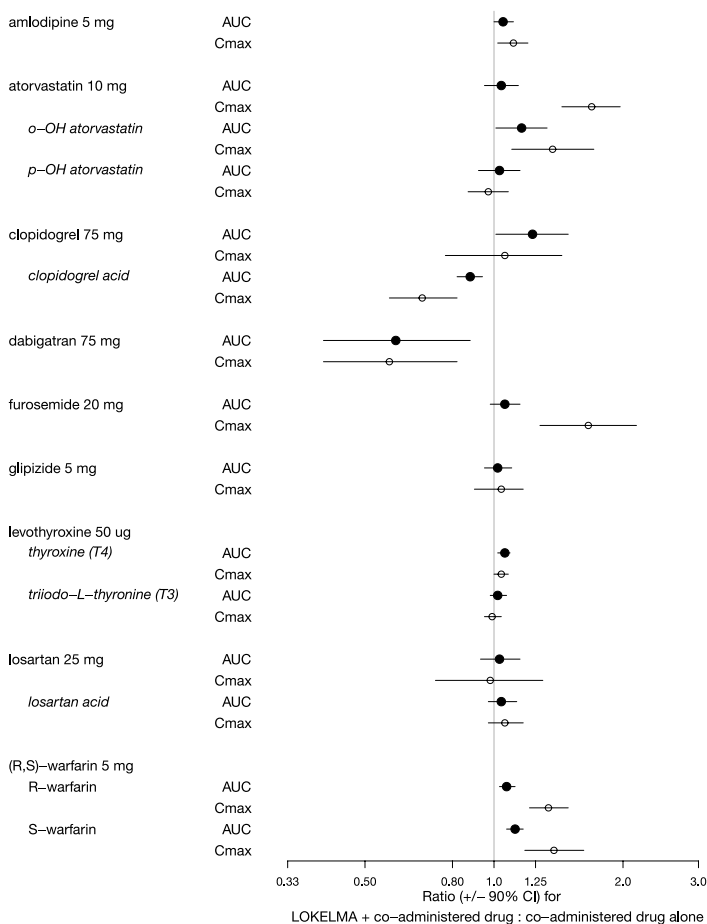 amlodipine 5 mg AUC
Cmax
atorvastatin 10 mg AUC
Cmax
o–OH atorvastatin AUC
Cmax
p–OH atorvastatin AUC
Cmax
clopidogrel 75 mg AUC
Cmax
clopidogrel acid AUC
Cmax
dabigatran 75 mg AUC
Cmax
furosemide 20 mg AUC
Cmax
glipizide 5 mg AUC
Cmax
levothyroxine 50 ug
thyroxine (T4) AUC
Cmax
triiodo–L–thyronine (T3) AUC
Cmax
losartan 25 mg AUC
Cmax
losartan acid AUC
Cmax
(R,S)–warfarin 5 mg
R–warfarin AUC
Cmax
S–warfarin AUC
Cmax
0.33 0.50 0.80 1.0 1.25 2.0 3.0
Ratio (+/– 90% CI) for
LOKELMA + co–administered drug : co–administered drug alone